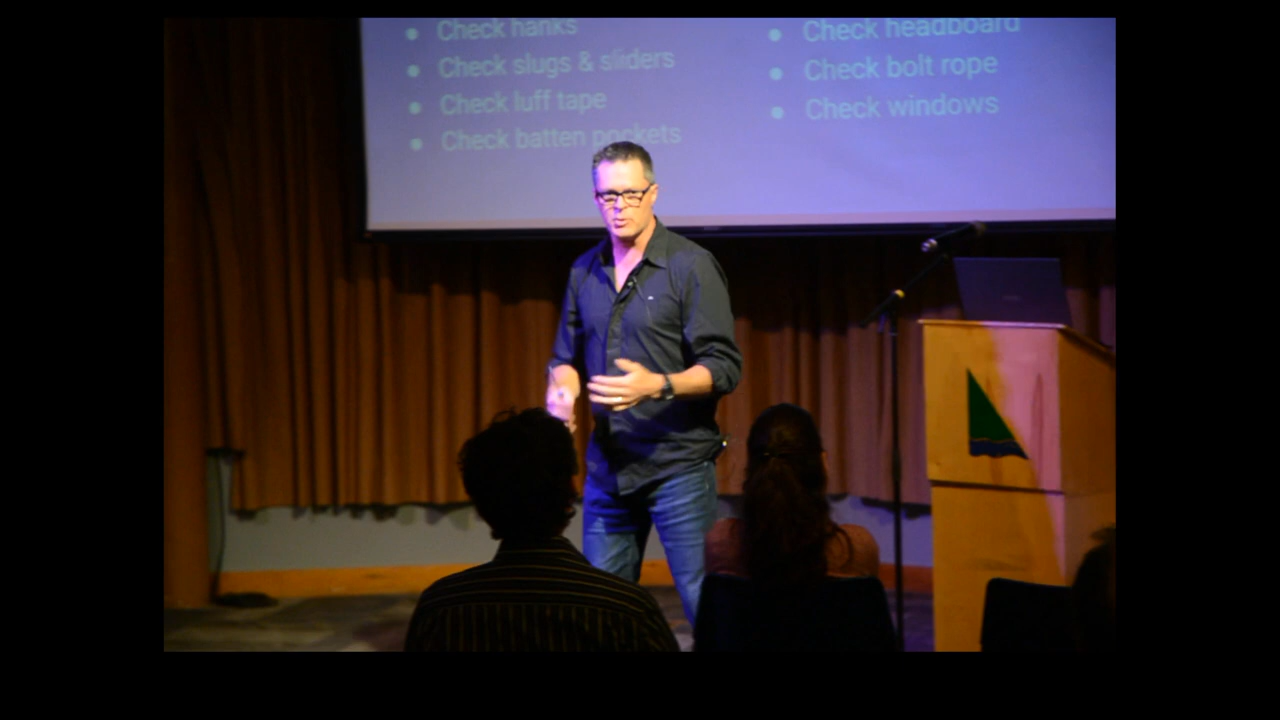 Check hanks
Check slugs & sliders
Check luff tape
Check batten pockets
Check headboard
Check bolt rope
Check windows